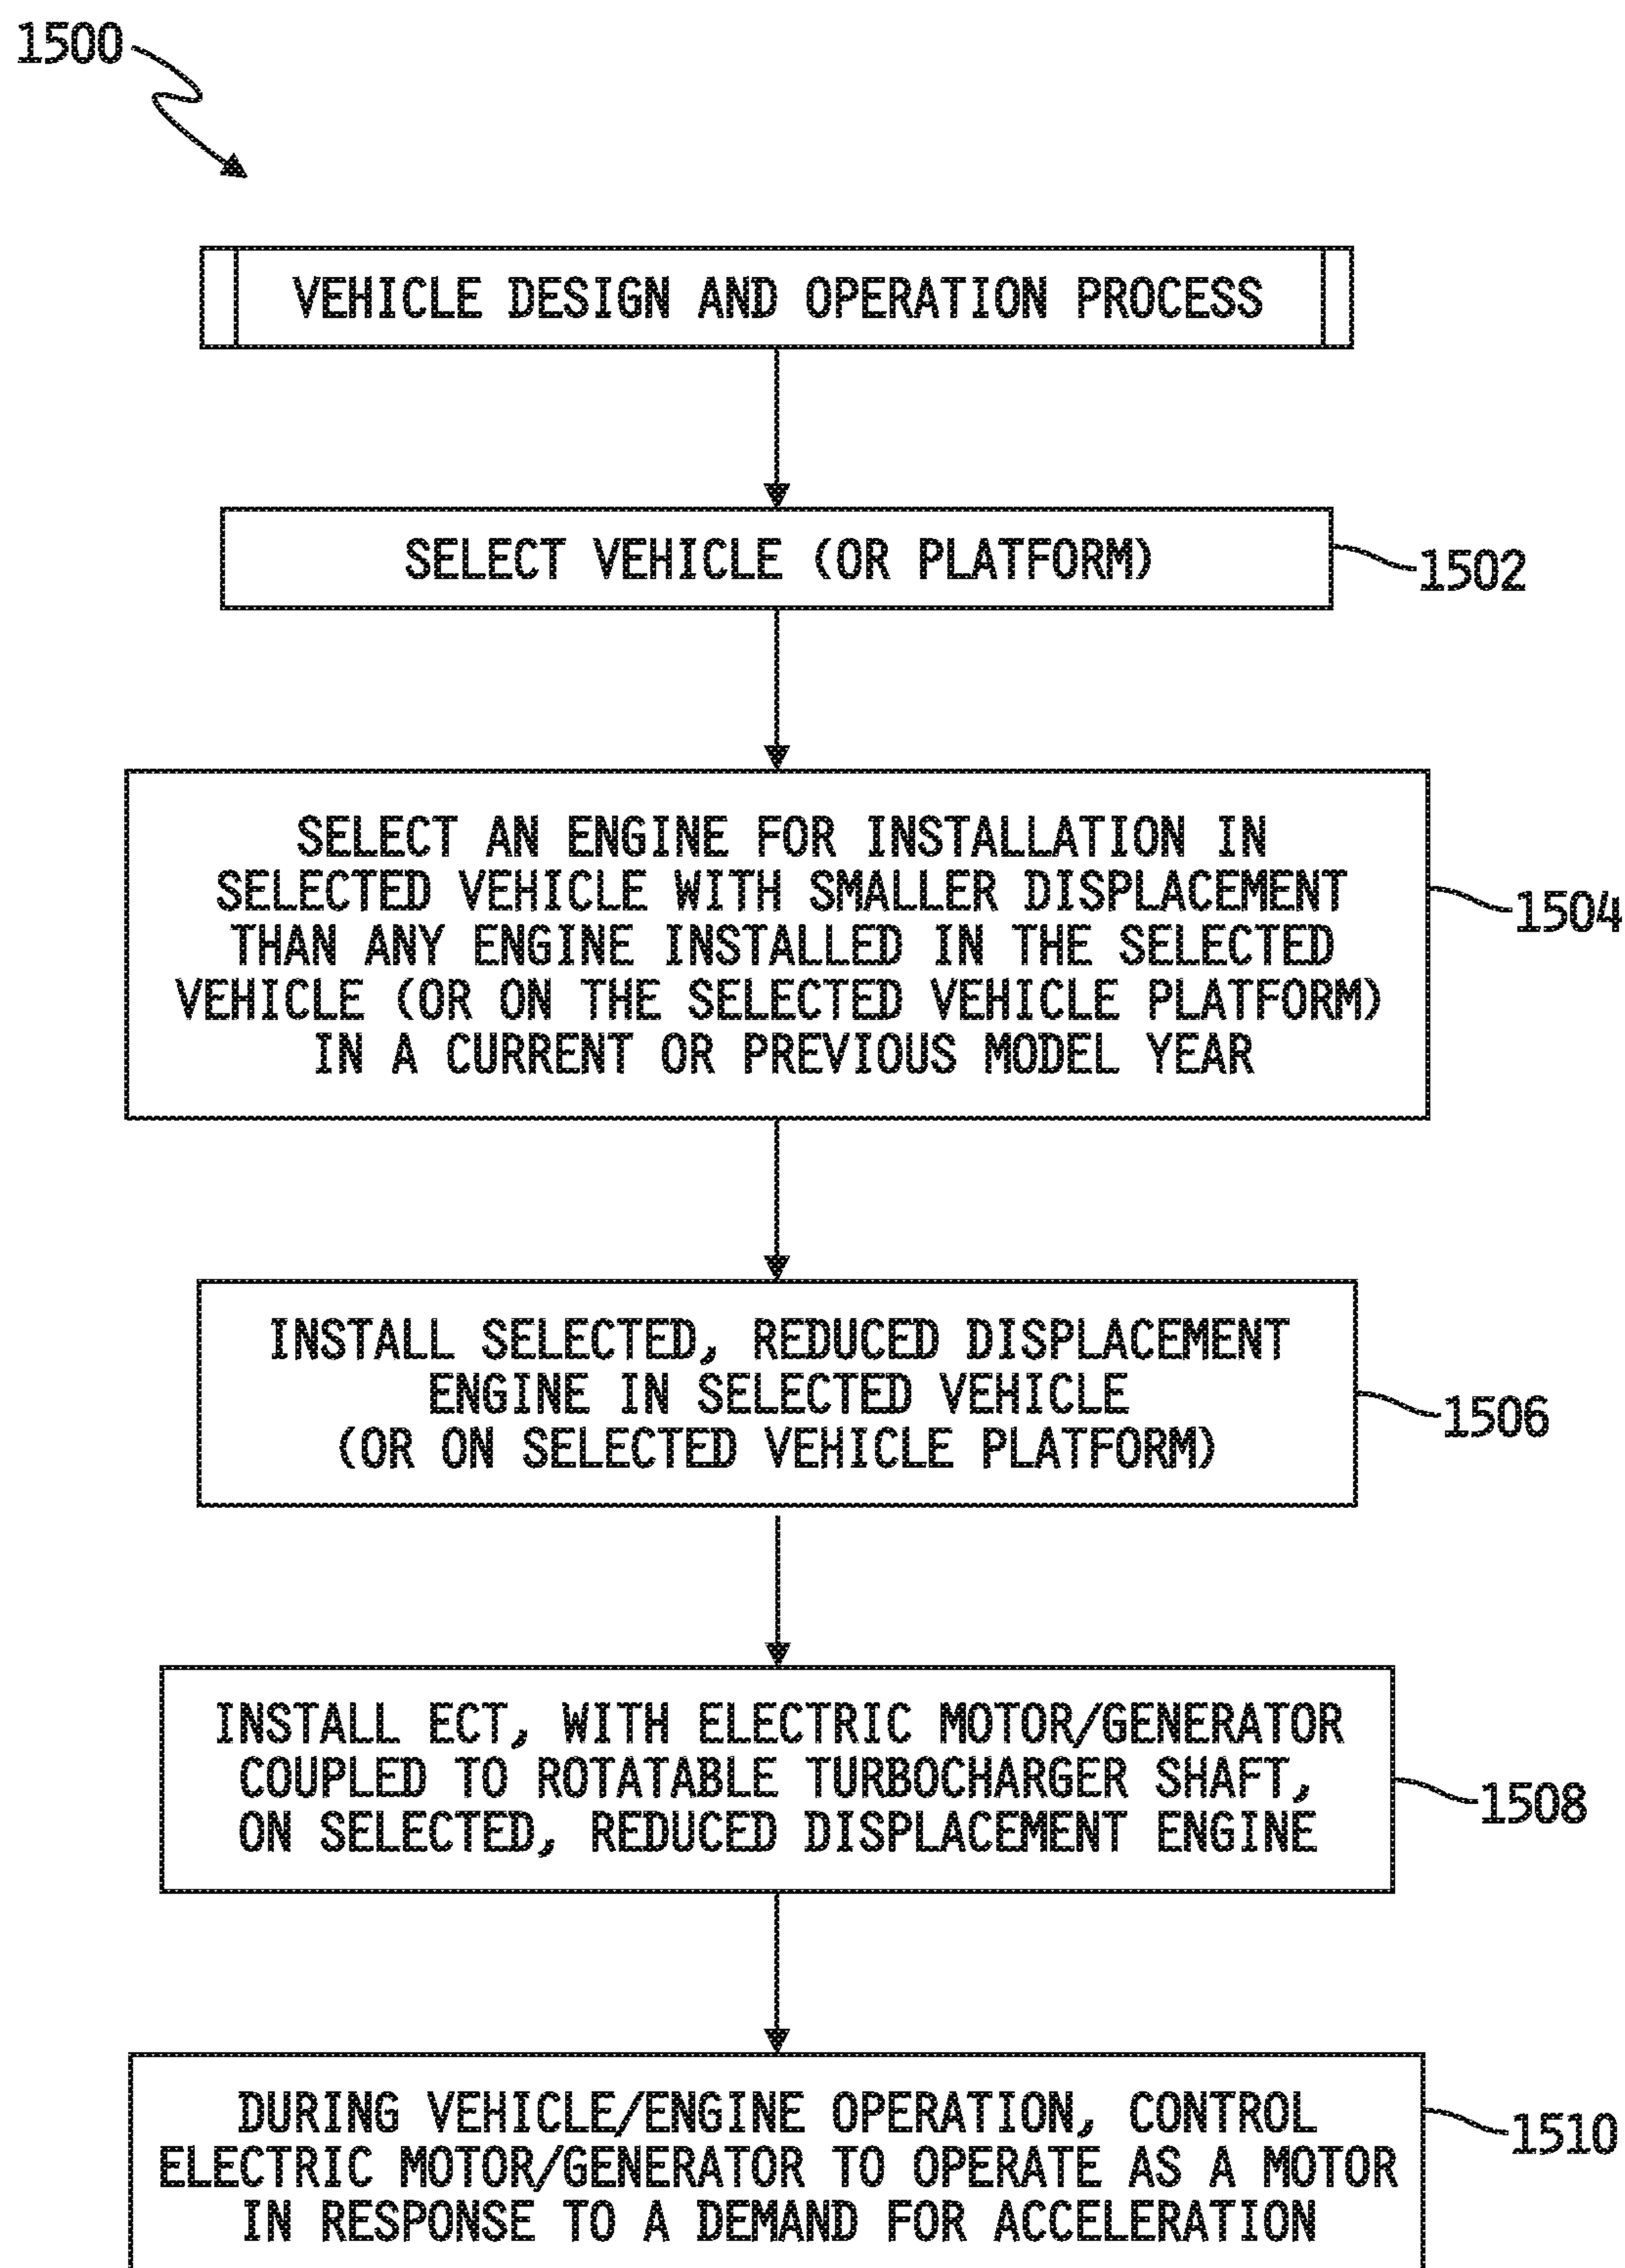 1500
VEHICLE DESIGN AND OPERATION PROCESS
SELECT VEHICLE (OR PLATFORM)
1502
SELECT AN ENGINE FOR INSTALLATION IN
SELECTED VEHICLE WITH SMALLER DISPLACEMENT
THAN ANY ENGINE INSTALLED IN THE SELECTED
VEHICLE (OR ON THE SELECTED VEHICLE PLATFORM)
IN A CURRENT OR PREVIOUS MODEL YEAR
1504
INSTALL SELECTED, REDUCED DISPLACEMENT
ENGINE IN SELECTED VEHICLE
(OR ON SELECTED VEHICLE PLATFORM)
1506
INSTALL ECT, WITH ELECTRIC MOTOR/GENERATOR
COUPLED TO ROTATABLE TURBOCHARGER SHAFT,
ON SELECTED, REDUCED DISPLACEMENT ENGINE
1508
DURING VEHICLE/ENGINE OPERATION, CONTROL
ELECTRIC MOTOR/GENERATOR TO OPERATE AS A MOTOR
IN RESPONSE TO A DEMAND FOR ACCELERATION
1510